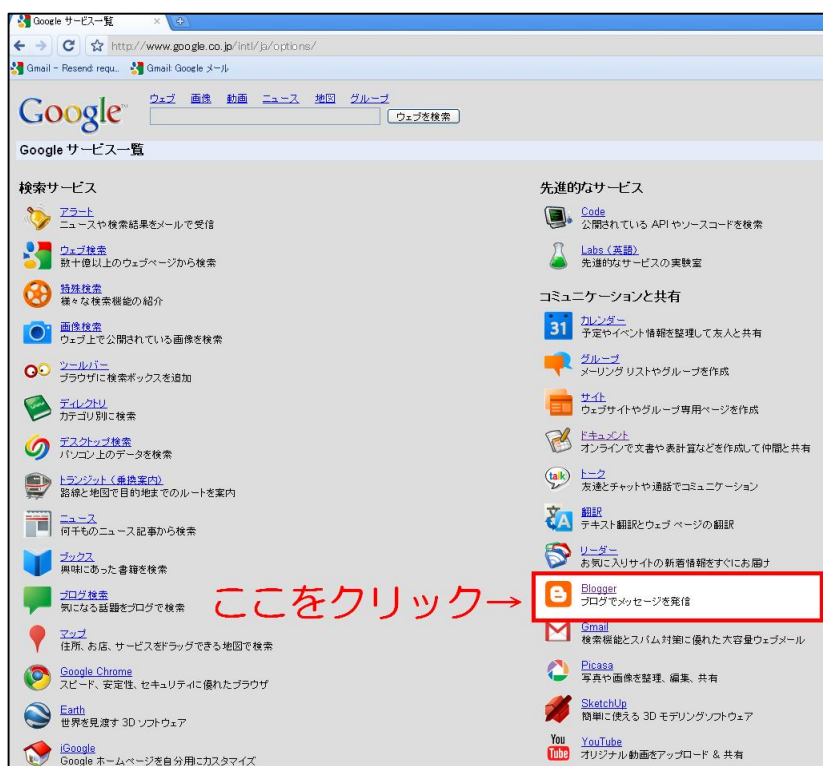 Google サービス一覧
http://www.google.co.jp/intl/ja/options/
Gmail - Resend requ...
Gmail: Google メール
Google
ウェブ 画像 動画 ニュース 地図 グループ
ウェブを検索
Google サービス一覧
検索サービス
アラート
ニュースや検索結果をメールで受信
ウェブ検索
数十億以上のウェブページから検索
特殊検索
様々な検索機能の紹介
画像検索
ウェブ上で公開されている画像を検索
ツールバー
ブラウザに検索ボックスを追加
ディレクトリ
カテゴリ別に検索
デスクトップ検索
パソコン上のデータを検索
トランジット (乗換案内)
路線と地図で目的地までのルートを案内
ニュース
何千ものニュース記事から検索
ブックス
興味にあった書籍を検索
ブログ検索
気になる話題をブログで検索
マップ
住所、お店、サービスをドラッグできる地図で検索
Google Chrome
スピード、安定性、セキュリティに優れたブラウザ
Earth
世界を見渡す 3D ソフトウェア
iGoogle
Google ホームページを自分用にカスタマイズ
ここをクリック→
先進的なサービス
Code
公開されている API やソースコードを検索
Labs (英語)
先進的なサービスの実験室
コミュニケーションと共有
31
カレンダー
予定やイベント情報を整理して友人と共有
グループ
メーリング リストやグループを作成
サイト
ウェブサイトやグループ専用ページを作成
ドキュメント
オンラインで文書や表計算などを作成して仲間と共有
talk
トーク
友達とチャットや通話でコミュニケーション
翻訳
テキスト翻訳とウェブ ページの翻訳
リーダー
お気に入りサイトの新着情報をすぐにお届け
Blogger
ブログでメッセージを発信
Gmail
検索機能とスパム対策に優れた大容量ウェブメール
Picasa
写真や画像を整理、編集、共有
SketchUp
簡単に使える 3D モデリングソフトウェア
You Tube
YouTube
オリジナル動画をアップロード & 共有